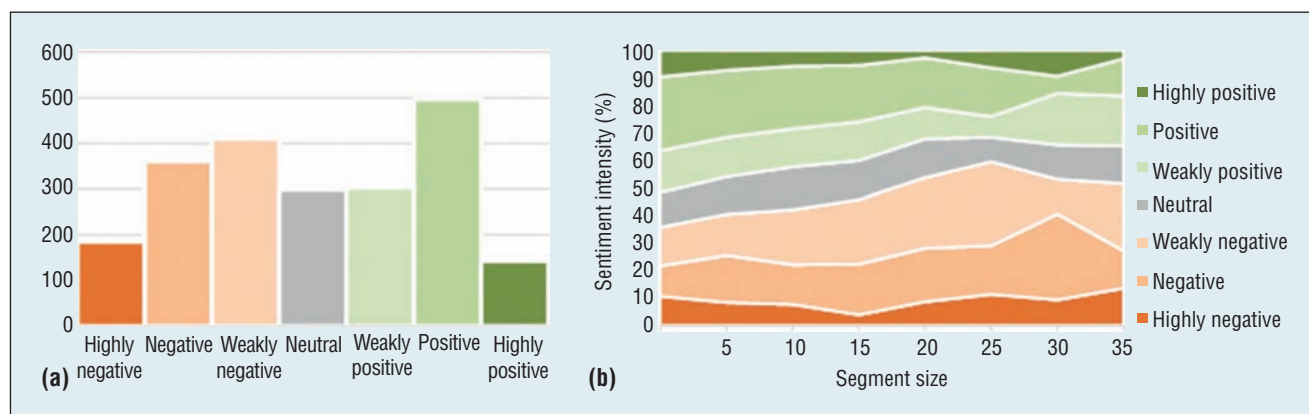 600
500
400
300
200
100
0
Highly negative
Negative
Weakly negative
Neutral
Weakly positive
Positive
Highly positive
(a)
Sentiment intensity (%)
100
90
80
70
60
50
40
30
20
10
0
5 10 15 20 25 30 35
Segment size
(b)
Highly positive
Positive
Weakly positive
Neutral
Weakly negative
Negative
Highly negative